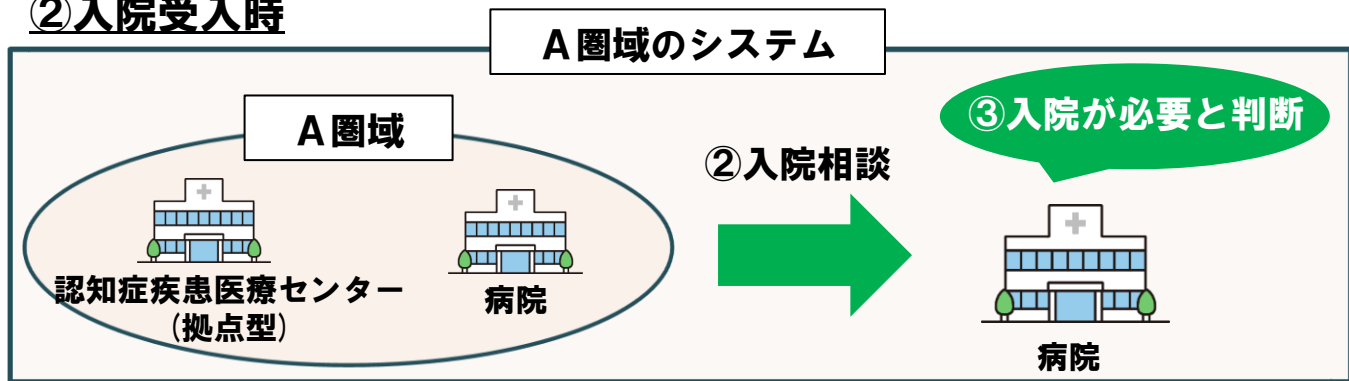 ②入院受入時
A圏域のシステム
A圏域
認知症疾患医療センター
(拠点型)
病院
②入院相談
③入院が必要と判断
病院